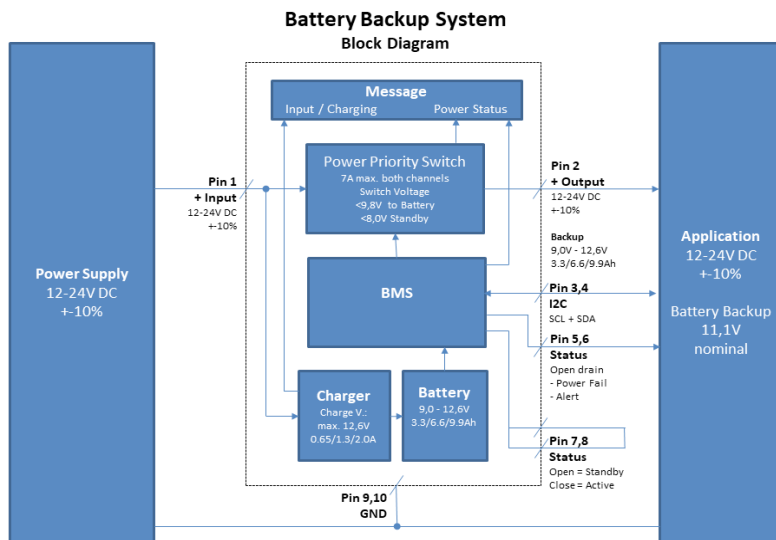 Battery Backup System
Block Diagram
Message
Input / Charging Power Status
Power Priority Switch
7A max. both channels
Switch Voltage
<9,8V to Battery
<8,0V Standby
Pin 1
+ Input
12-24V DC
+-10%
Pin 2
+ Output
12-24V DC
+-10%
Power Supply
12-24V DC
+-10%
Backup
9,0V - 12,6V
3.3/6.6/9.9Ah
Application
12-24V DC
+-10%
Battery Backup
11,1V
nominal
BMS
Pin 3,4
I2C
SCL + SDA
Pin 5,6
Status
Open drain
- Power Fail
- Alert
Charger
Charge V.:
max. 12,6V
0.65/1.3/2.0A
Battery
9,0 - 12,6V
3.3/6.6/9.9Ah
Pin 7,8
Status
Open = Standby
Close = Active
Pin 9,10
GND